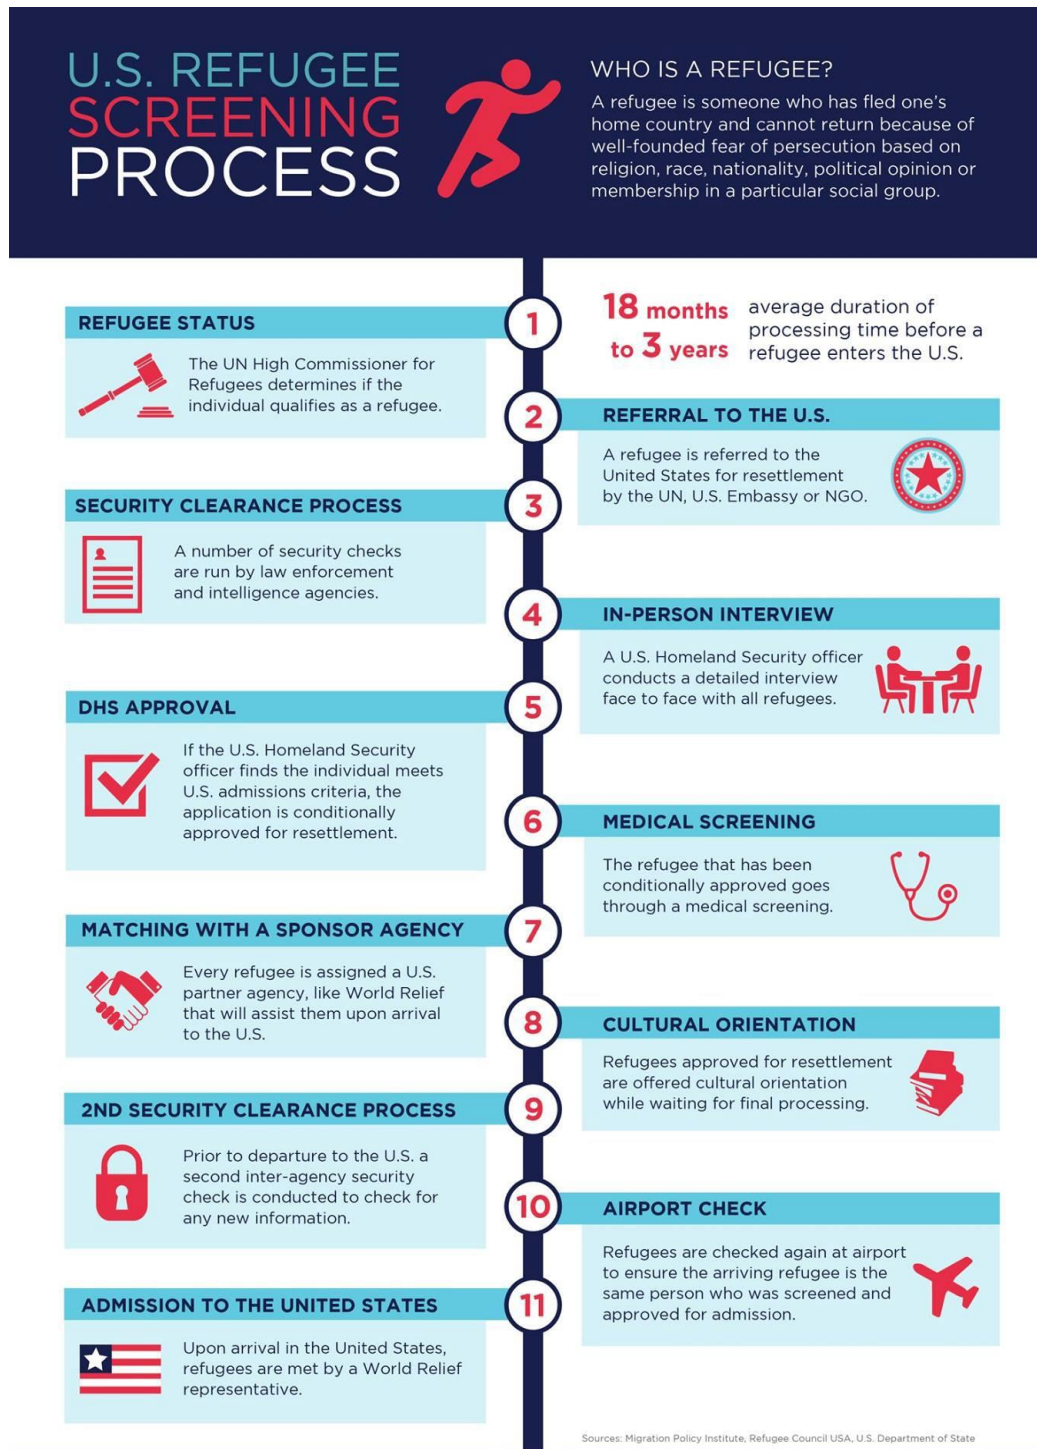 U.S. REFUGEE
SCREENING
PROCESS
WHO IS A REFUGEE?
A refugee is someone who has fled one's
home country and cannot return because of
well-founded fear of persecution based on
religion, race, nationality, political opinion or
membership in a particular social group.
18 months
to 3 years
average duration of
processing time before a
refugee enters the U.S.
1
REFUGEE STATUS
The UN High Commissioner for
Refugees determines if the
individual qualifies as a refugee.
2
REFERRAL TO THE U.S.
A refugee is referred to the
United States for resettlement
by the UN, U.S. Embassy or NGO.
3
SECURITY CLEARANCE PROCESS
A number of security checks
are run by law enforcement
and intelligence agencies.
4
IN-PERSON INTERVIEW
A U.S. Homeland Security officer
conducts a detailed interview
face to face with all refugees.
5
DHS APPROVAL
If the U.S. Homeland Security
officer finds the individual meets
U.S. admissions criteria, the
application is conditionally
approved for resettlement.
6
MEDICAL SCREENING
The refugee that has been
conditionally approved goes
through a medical screening.
7
MATCHING WITH A SPONSOR AGENCY
Every refugee is assigned a U.S.
partner agency, like World Relief
that will assist them upon arrival
to the U.S.
8
CULTURAL ORIENTATION
Refugees approved for resettlement
are offered cultural orientation
while waiting for final processing.
9
2ND SECURITY CLEARANCE PROCESS
Prior to departure to the U.S. a
second inter-agency security
check is conducted to check for
any new information.
10
AIRPORT CHECK
Refugees are checked again at airport
to ensure the arriving refugee is the
same person who was screened and
approved for admission.
11
ADMISSION TO THE UNITED STATES
Upon arrival in the United States,
refugees are met by a World Relief
representative.
Sources: Migration Policy Institute, Refugee Council USA, U.S. Department of State